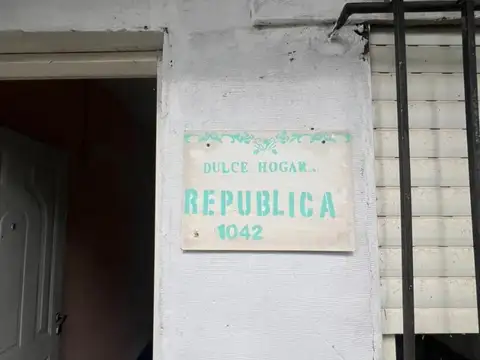 DULCE HOGAR..
REPUBLICA
1042